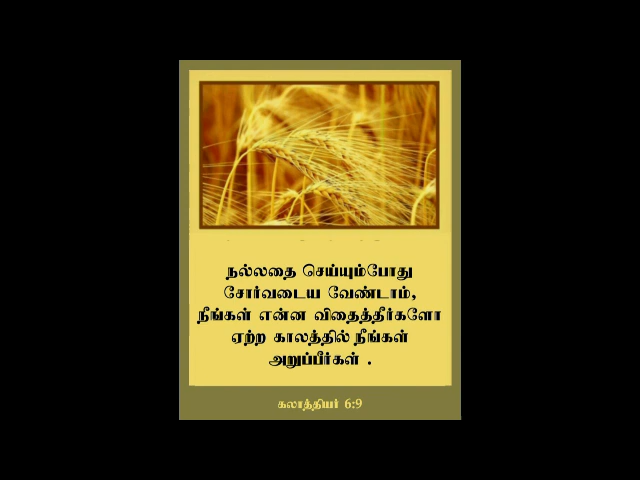 நல்லதை செய்யும்போது
சோர்வடைய வேண்டாம்,
நீங்கள் என்ன விதைத்தீர்களோ
ஏற்ற காலத்தில் நீங்கள்
அறுப்பீர்கள் .
கலாத்தியர் 6:9